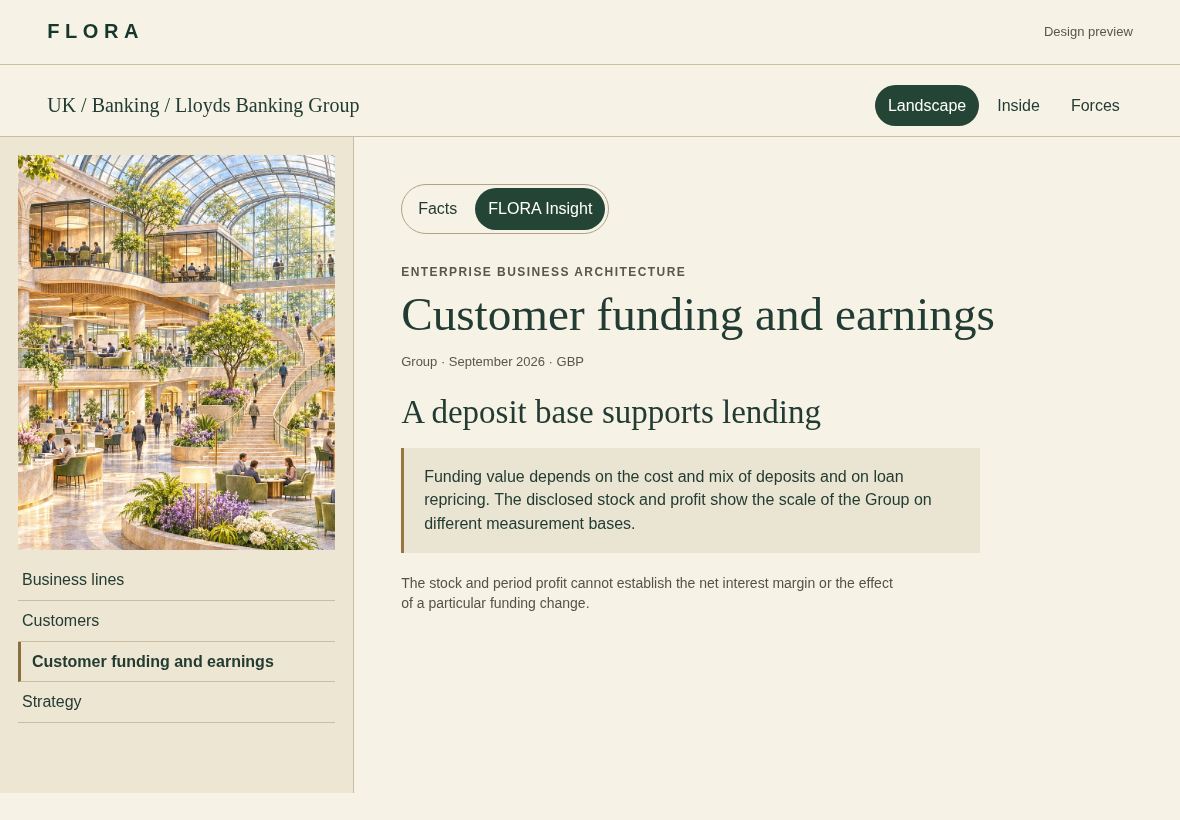 FLORA
Design preview
UK / Banking / Lloyds Banking Group
Landscape
Inside
Forces
Facts
FLORA Insight
ENTERPRISE BUSINESS ARCHITECTURE
Customer funding and earnings
Group · September 2026 · GBP
A deposit base supports lending
Funding value depends on the cost and mix of deposits and on loan
repricing. The disclosed stock and profit show the scale of the Group on
different measurement bases.
The stock and period profit cannot establish the net interest margin or the effect
of a particular funding change.
Business lines
Customers
Customer funding and earnings
Strategy